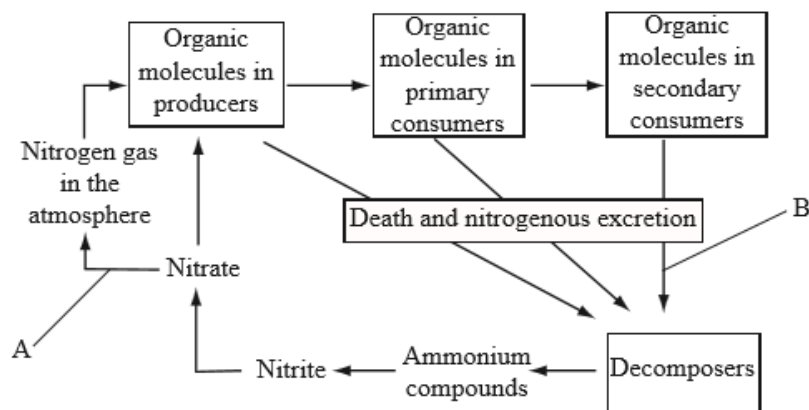 Organic
molecules in
producers
Organic
molecules in
primary
consumers
Organic
molecules in
secondary
consumers
Nitrogen gas
in the
atmosphere
Death and nitrogenous excretion
B
Nitrate
A
Nitrite
Ammonium
compounds
Decomposers